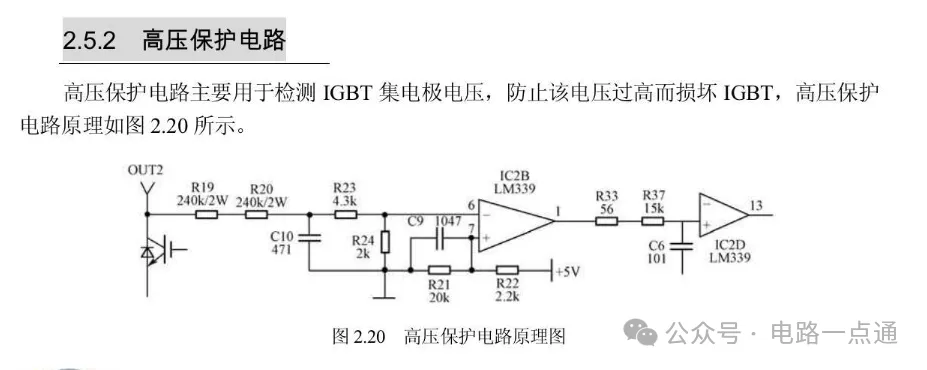 2.5.2 高压保护电路
高压保护电路主要用于检测 IGBT 集电极电压，防止该电压过高而损坏 IGBT，高压保护
电路原理如图 2.20 所示。
OUT2
R19
240k/2W
R20
240k/2W
R23
4.3k
IC2B
LM339
6
1
R33
56
R37
15k
13
C10
471
R24
2k
C9
1047
7
C6
101
IC2D
LM339
+5V
R21
20k
R22
2.2k
图 2.20 高压保护电路原理图
公众号 · 电路一点通